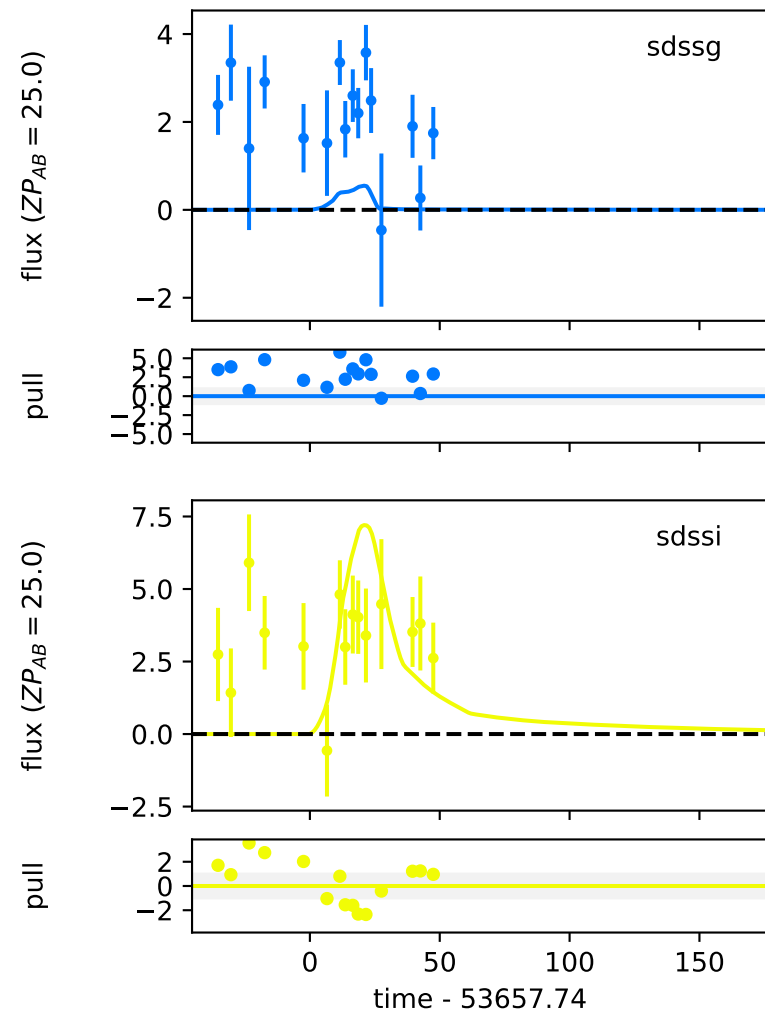 4
sdssg
2
0
−2
flux (ZP_AB = 25.0)
5.0
2.5
0.0
−2.5
−5.0
pull
7.5
sdssi
5.0
2.5
0.0
−2.5
flux (ZP_AB = 25.0)
2
0
−2
pull
0 50 100 150
time - 53657.74